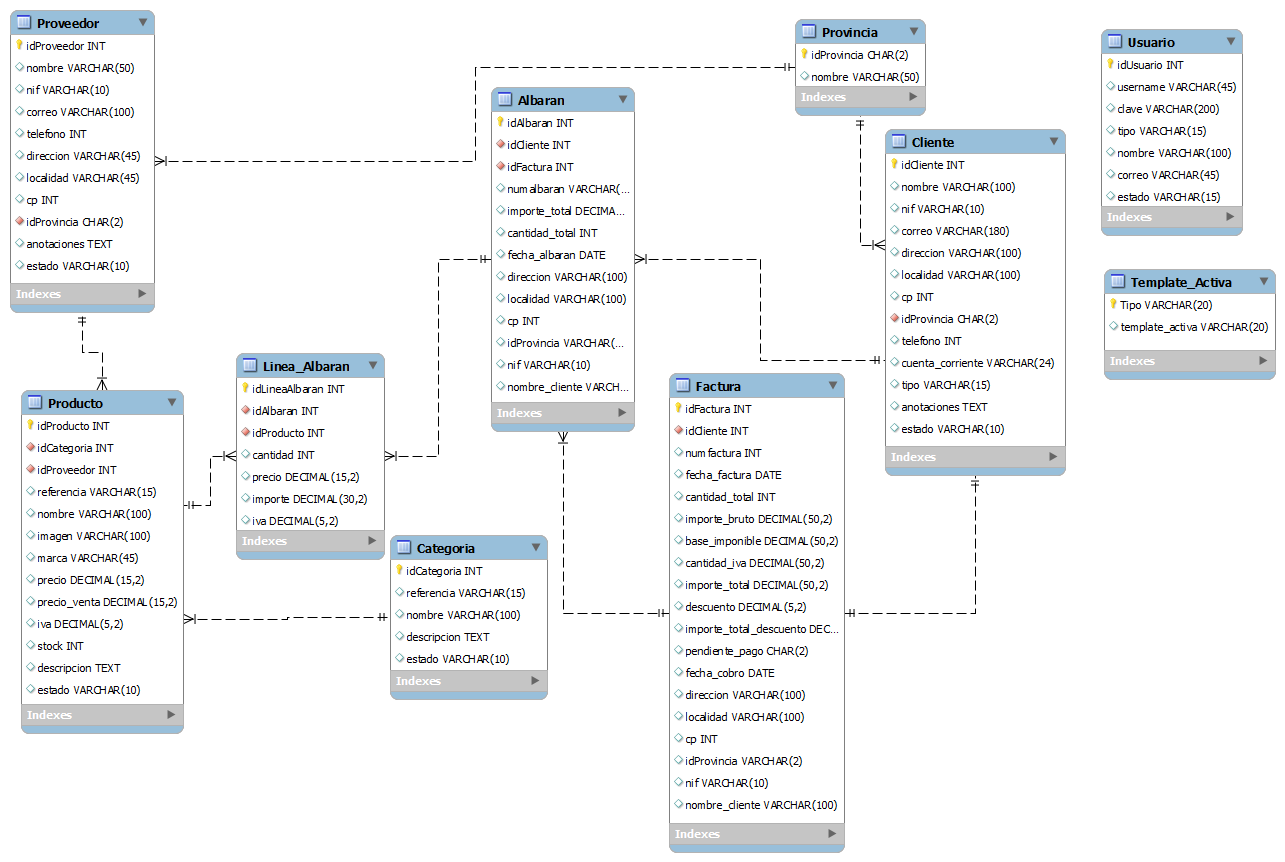 Proveedor
idProveedor INT
nombre VARCHAR(50)
nif VARCHAR(10)
correo VARCHAR(100)
telefono INT
direccion VARCHAR(45)
localidad VARCHAR(45)
cp INT
idProvincia CHAR(2)
anotaciones TEXT
estado VARCHAR(10)
Indexes
Provincia
idProvincia CHAR(2)
nombre VARCHAR(50)
Indexes
Usuario
idUsuario INT
username VARCHAR(45)
clave VARCHAR(200)
tipo VARCHAR(15)
nombre VARCHAR(100)
correo VARCHAR(45)
estado VARCHAR(15)
Indexes
Albaran
idAlbaran INT
idCliente INT
idFactura INT
numalbaran VARCHAR(...
importe_total DECIMA...
cantidad_total INT
fecha_albaran DATE
direccion VARCHAR(100)
localidad VARCHAR(100)
cp INT
idProvincia VARCHAR(...
nif VARCHAR(10)
nombre_cliente VARCH...
Indexes
Cliente
idCliente INT
nombre VARCHAR(100)
nif VARCHAR(10)
correo VARCHAR(180)
direccion VARCHAR(100)
localidad VARCHAR(100)
cp INT
idProvincia CHAR(2)
telefono INT
cuenta_corriente VARCHAR(24)
tipo VARCHAR(15)
anotaciones TEXT
estado VARCHAR(10)
Indexes
Template_Activa
Tipo VARCHAR(20)
template_activa VARCHAR(20)
Indexes
Linea_Albaran
idLineaAlbaran INT
idAlbaran INT
idProducto INT
cantidad INT
precio DECIMAL(15,2)
importe DECIMAL(30,2)
iva DECIMAL(5,2)
Indexes
Producto
idProducto INT
idCategoria INT
idProveedor INT
referencia VARCHAR(15)
nombre VARCHAR(100)
imagen VARCHAR(100)
marca VARCHAR(45)
precio DECIMAL(15,2)
precio_venta DECIMAL(15,2)
iva DECIMAL(5,2)
stock INT
descripcion TEXT
estado VARCHAR(10)
Indexes
Categoria
idCategoria INT
referencia VARCHAR(15)
nombre VARCHAR(100)
descripcion TEXT
estado VARCHAR(10)
Indexes
Factura
idFactura INT
idCliente INT
numfactura INT
fecha_factura DATE
cantidad_total INT
importe_bruto DECIMAL(50,2)
base_imponible DECIMAL(50,2)
cantidad_iva DECIMAL(50,2)
importe_total DECIMAL(50,2)
descuento DECIMAL(5,2)
importe_total_descuento DEC...
pendiente_pago CHAR(2)
fecha_cobro DATE
direccion VARCHAR(100)
localidad VARCHAR(100)
cp INT
idProvincia VARCHAR(2)
nif VARCHAR(10)
nombre_cliente VARCHAR(100)
Indexes